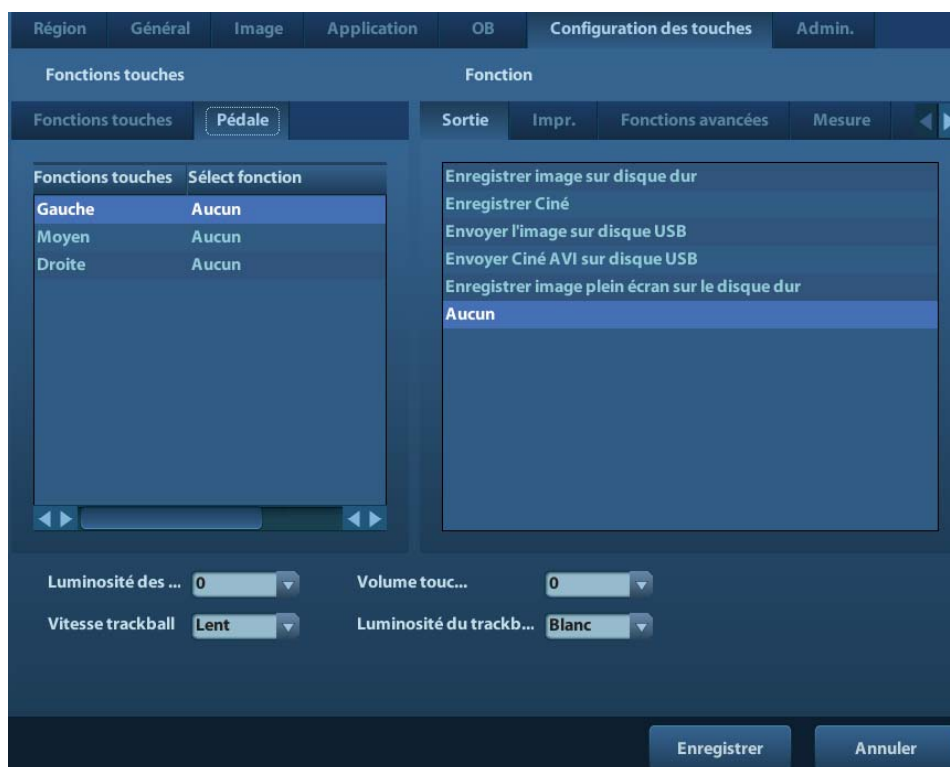 Région Général Image Application OB Configuration des touches Admin.
Fonctions touches Fonction
Fonctions touches Pédale Sortie Impr. Fonctions avancées Mesure
Fonctions touches Sélect fonction
Gauche Aucun
Moyen Aucun
Droite Aucun
Enregistrer image sur disque dur
Enregistrer Ciné
Envoyer l'image sur disque USB
Envoyer Ciné AVI sur disque USB
Enregistrer image plein écran sur le disque dur
Aucun
Luminosité des ... 0 Volume touc... 0
Vitesse trackball Lent Luminosité du trackb... Blanc
Enregistrer Annuler